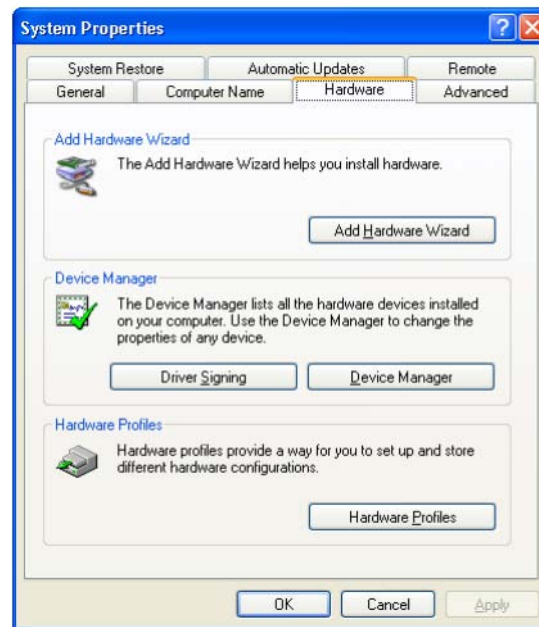 System Properties
System Restore Automatic Updates Remote
General Computer Name Hardware Advanced
Add Hardware Wizard
The Add Hardware Wizard helps you install hardware.
Add Hardware Wizard
Device Manager
The Device Manager lists all the hardware devices installed
on your computer. Use the Device Manager to change the
properties of any device.
Driver Signing Device Manager
Hardware Profiles
Hardware profiles provide a way for you to set up and store
different hardware configurations.
Hardware Profiles
OK Cancel Apply